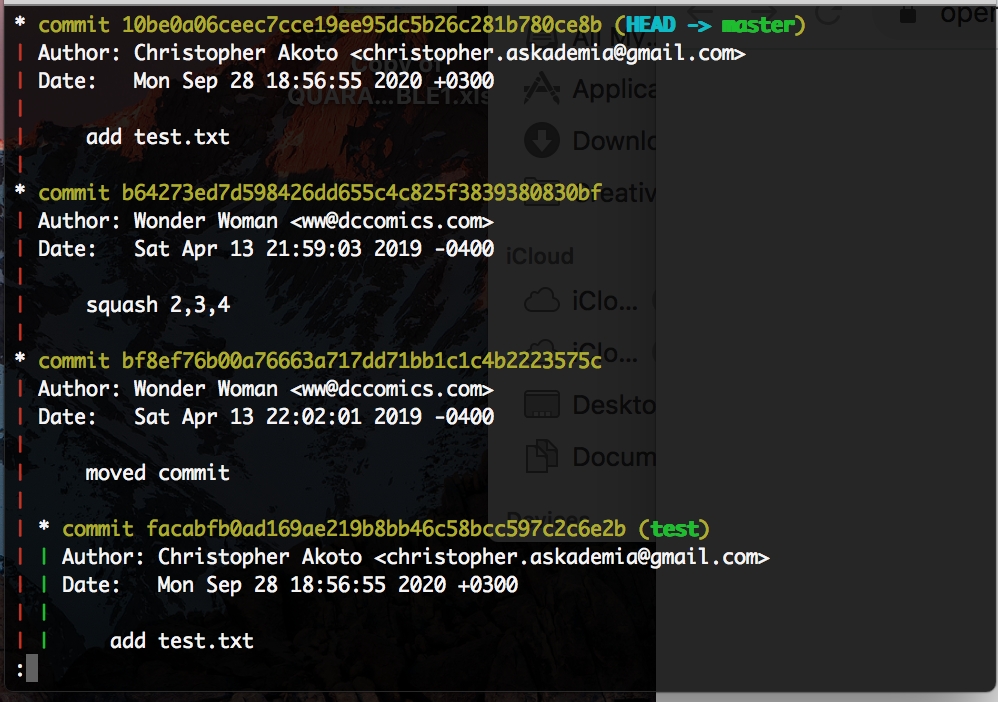 * commit 10be0a06ceec7cce19ee95dc5b26c281b780ce8b (HEAD -> master)
| Author: Christopher Akoto <christopher.askademia@gmail.com>
| Date:   Mon Sep 28 18:56:55 2020 +0300
|
|     add test.txt
|
* commit b64273ed7d598426dd655c4c825f3839380830bf
| Author: Wonder Woman <ww@dccomics.com>
| Date:   Sat Apr 13 21:59:03 2019 -0400
|
|     squash 2,3,4
|
* commit bf8ef76b00a76663a717dd71bb1c1c4b2223575c
| Author: Wonder Woman <ww@dccomics.com>
| Date:   Sat Apr 13 22:02:01 2019 -0400
|
|     moved commit
|
| * commit facabfb0ad169ae219b8bb46c58bcc597c2c6e2b (test)
| | Author: Christopher Akoto <christopher.askademia@gmail.com>
| | Date:   Mon Sep 28 18:56:55 2020 +0300
| |
| |     add test.txt
:
open
All My...
Copy of
QUARA...BLE1.xls
Applica
Downlo
Creativ
iCloud
iClo...
iClo...
Deskto
Docum
Devices